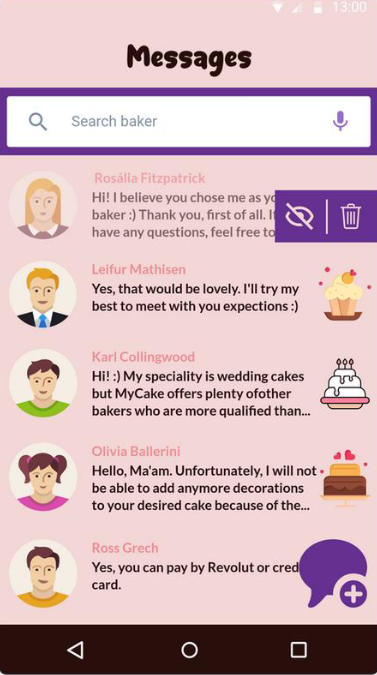 13:00
Messages
Search baker
Rosália Fitzpatrick
Hi! I believe you chose me as yo
baker :) Thank you, first of all. I
have any questions, feel free to
Leifur Mathisen
Yes, that would be lovely. I'll try my
best to meet with you expections :)
Karl Collingwood
Hi! :) My speciality is wedding cakes
but MyCake offers plenty ofother
bakers who are more qualified than...
Olivia Ballerini
Hello, Ma'am. Unfortunately, I will not
be able to add anymore decorations
to your desired cake because of the...
Ross Grech
Yes, you can pay by Revolut or cred
card.